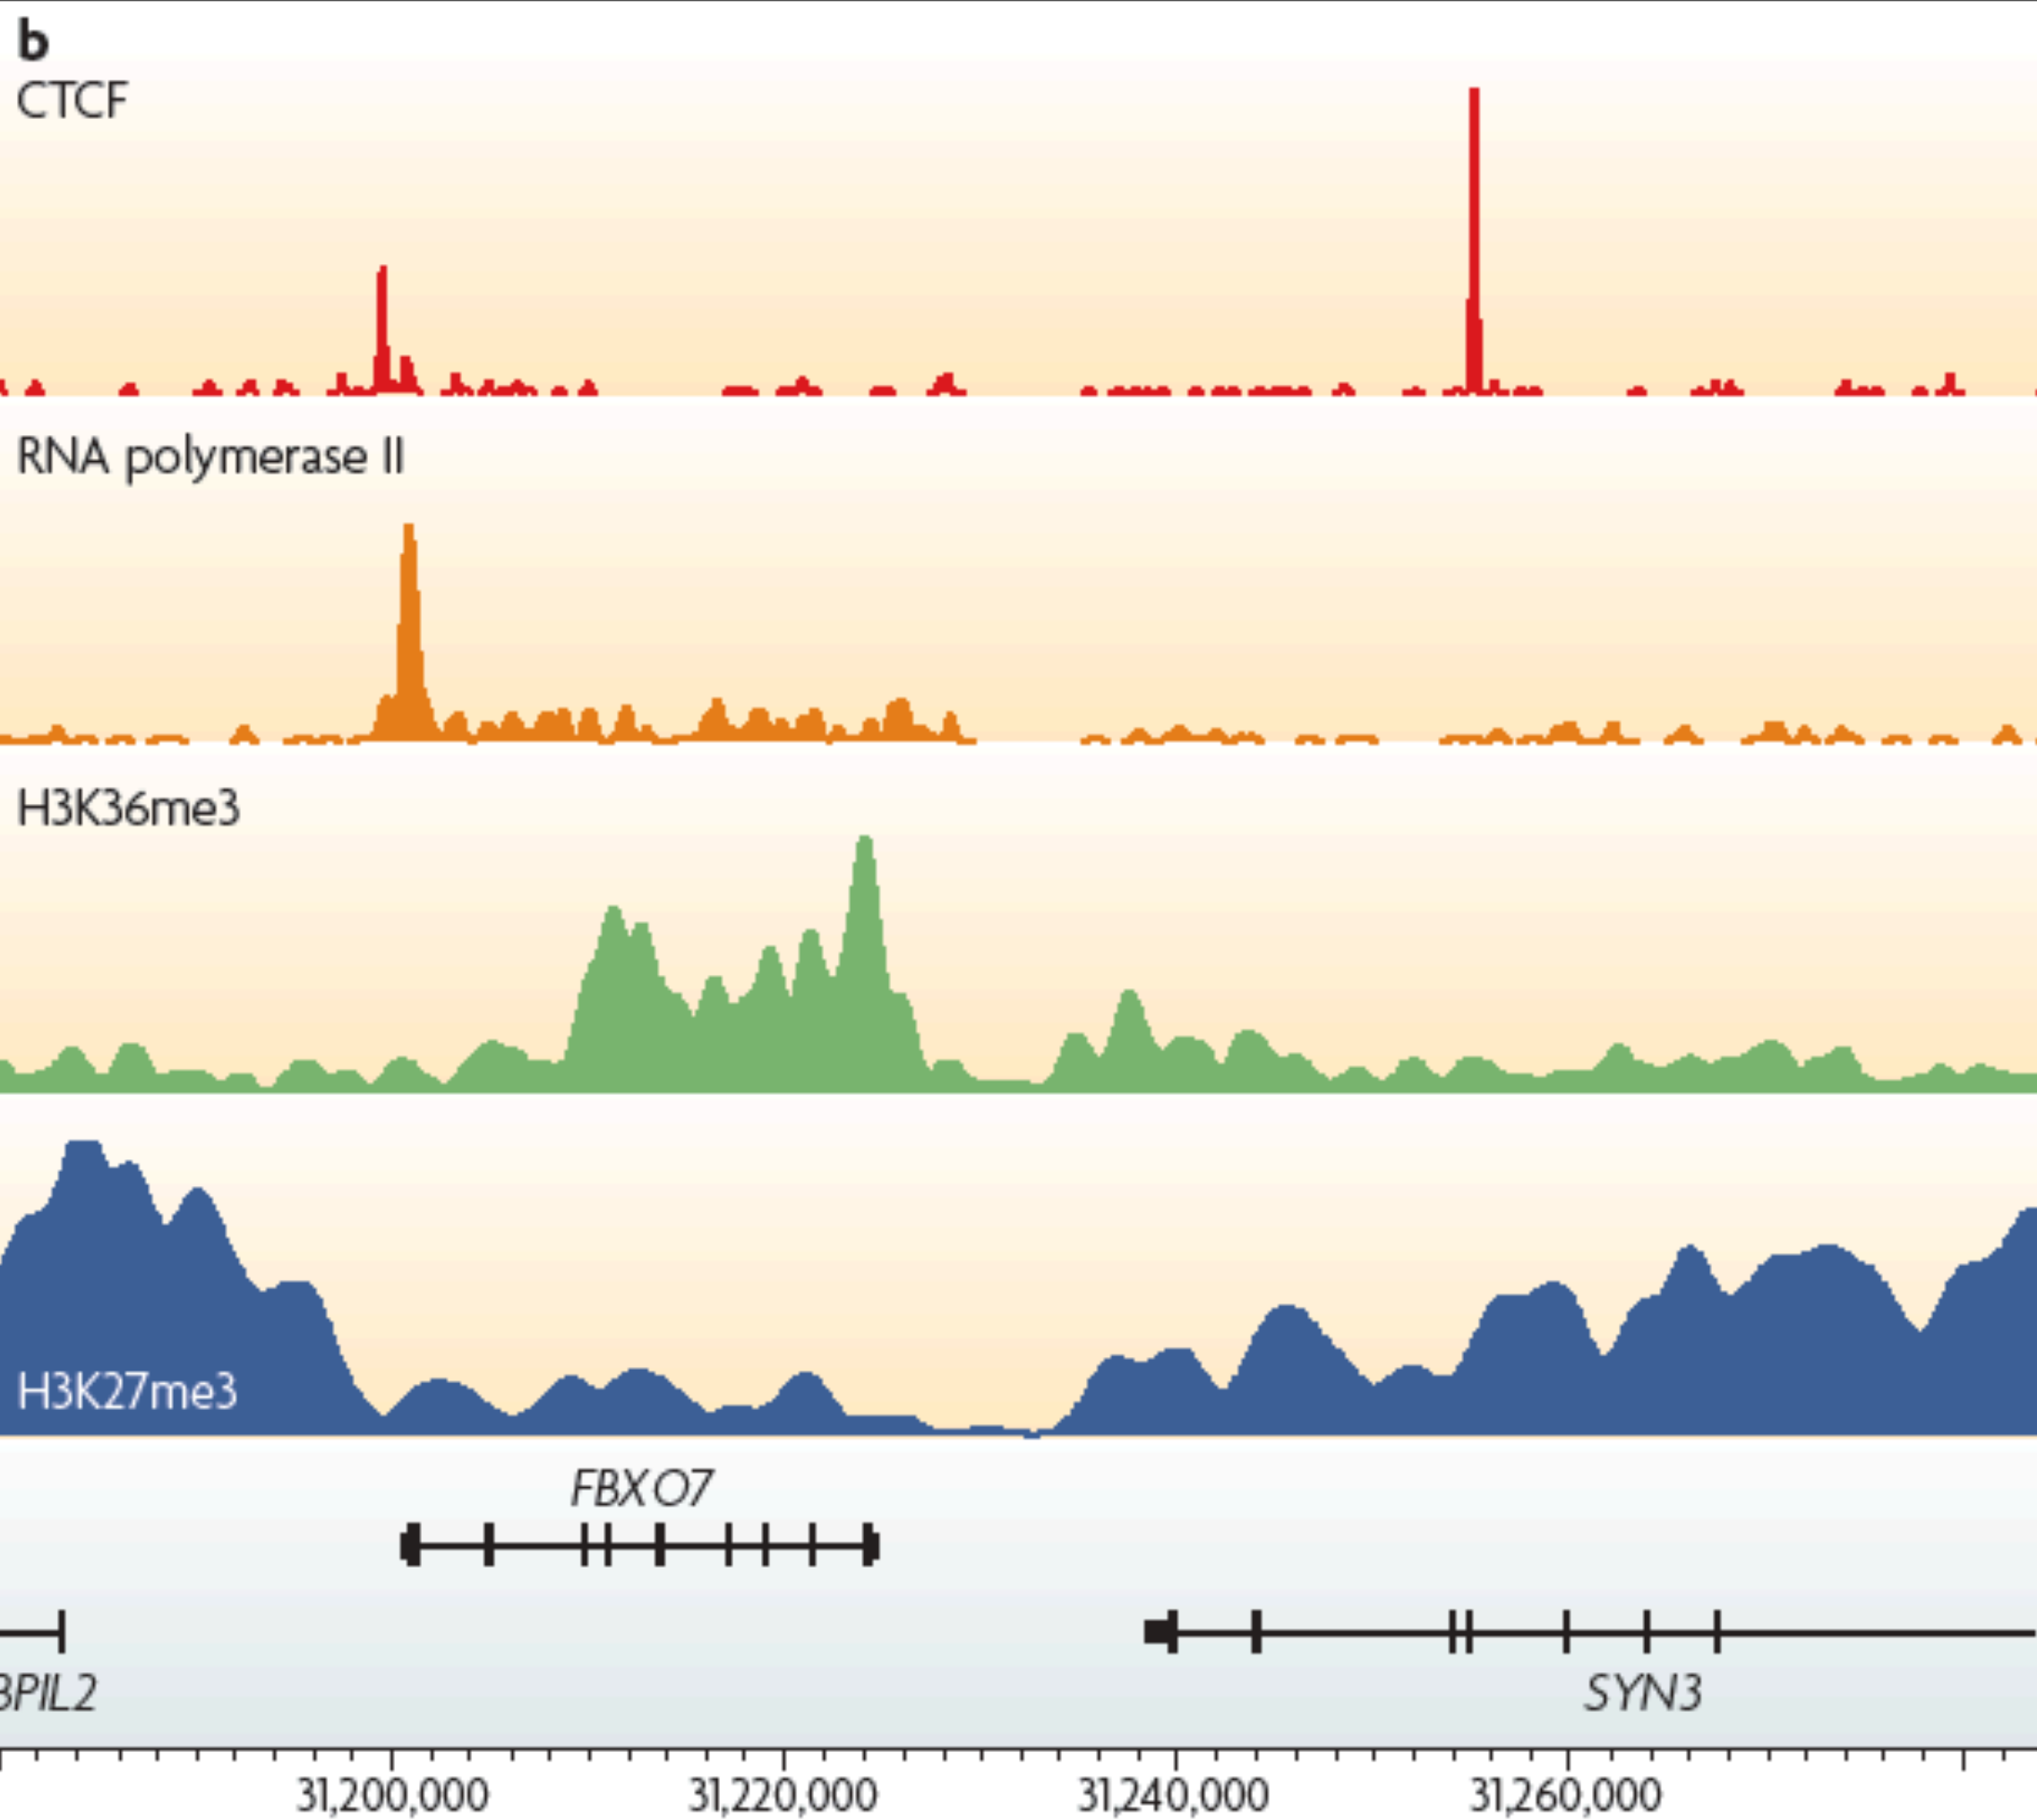 b
CTCF
RNA polymerase II
H3K36me3
H3K27me3
FBXO7
BPIL2
SYN3
31,200,000 31,220,000 31,240,000 31,260,000